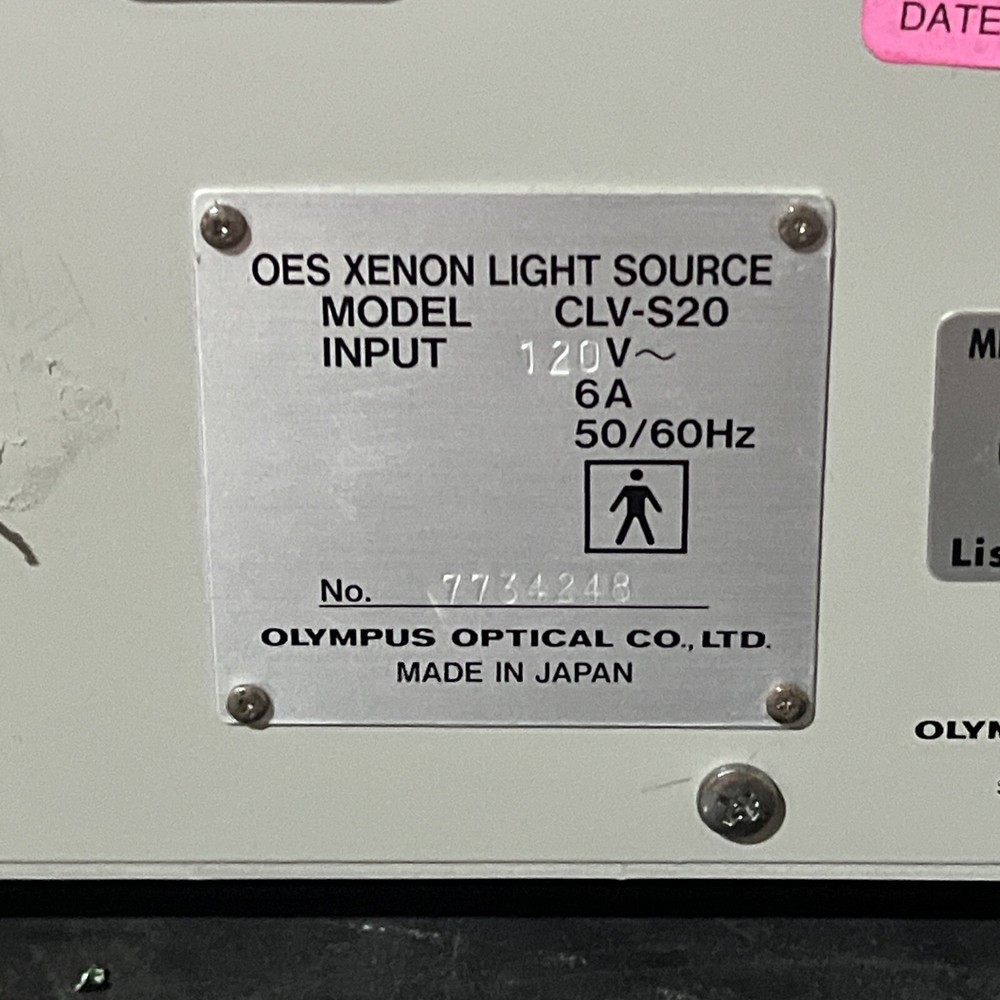 DATE
OES XENON LIGHT SOURCE
MODEL CLV-S20
INPUT 120V~
6A
50/60Hz
No. 7734248
OLYMPUS OPTICAL CO., LTD.
MADE IN JAPAN